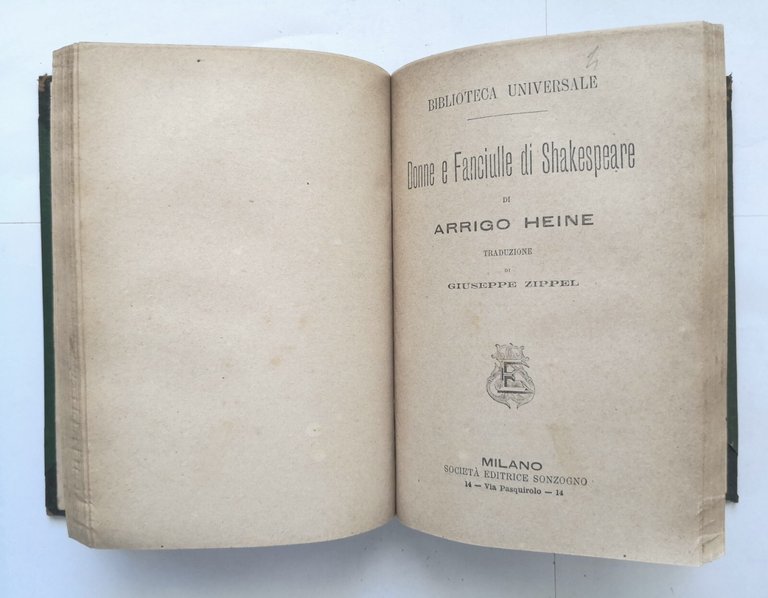 BIBLIOTECA UNIVERSALE
Donne e Fanciulle di Shakespeare
DI
ARRIGO HEINE
TRADUZIONE
DI
GIUSEPPE ZIPPEL
E
MILANO
SOCIETÀ EDITRICE SONZOGNO
14 — Via Pasquirolo — 14